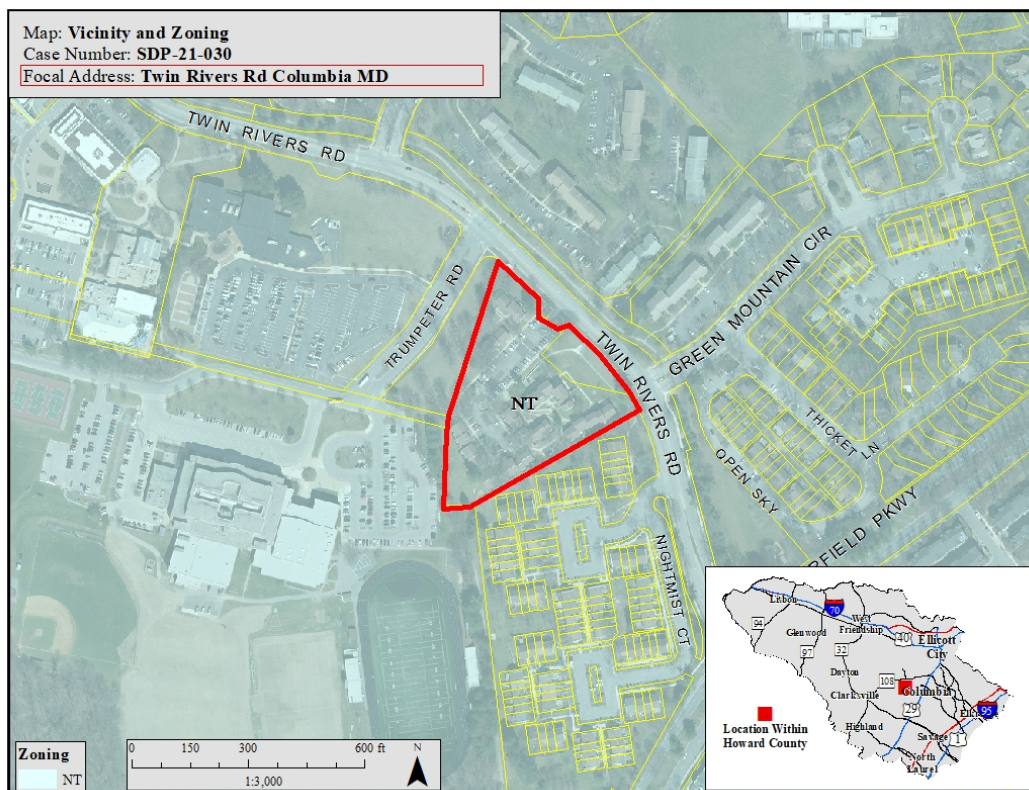 Map: Vicinity and Zoning
Case Number: SDP-21-030
Focal Address: Twin Rivers Rd Columbia MD
TWIN RIVERS RD
TRUMPETER RD
GREEN MOUNTAIN CIR
TWIN RIVERS RD
NT
THICKET LN
OPEN SKY
RFIELD PKWY
NIGHTMIST CT
Zoning
NT
0 150 300 600 ft
1:3,000
N
Location Within
Howard County
Lisbon
70
West
Friendship
94
Glenwood
40
Ellicott
City
97
32
Dayton
108
Columbia
Clarksville
29
95
Highland
Savage
1
North
Laurel